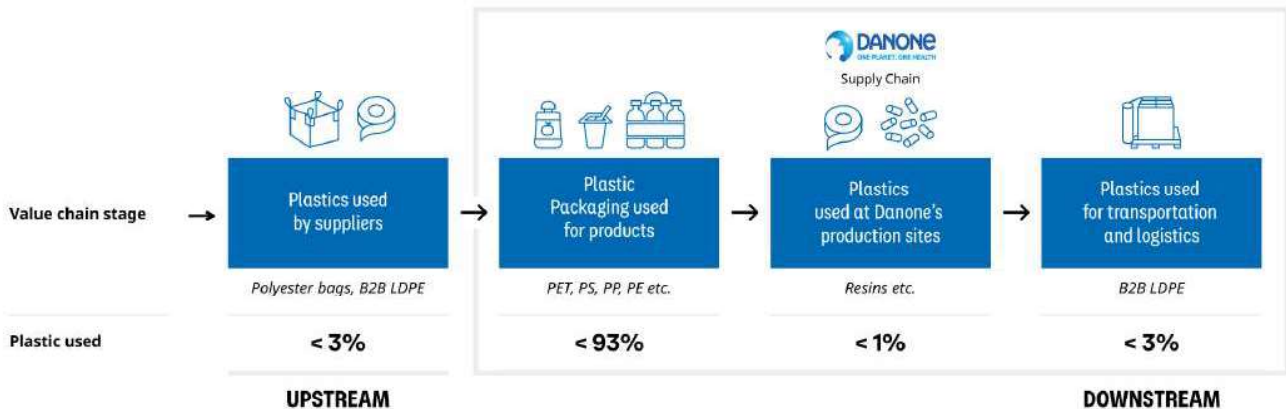 DANONE
ONE PLANET. ONE HEALTH
Supply Chain
Value chain stage
Plastics used
by suppliers
Plastic
Packaging used
for products
Plastics
used at Danone's
production sites
Plastics used
for transportation
and logistics
Polyester bags, B2B LDPE
PET, PS, PP, PE etc.
Resins etc.
B2B LDPE
Plastic used
< 3%
< 93%
< 1%
< 3%
UPSTREAM
DOWNSTREAM